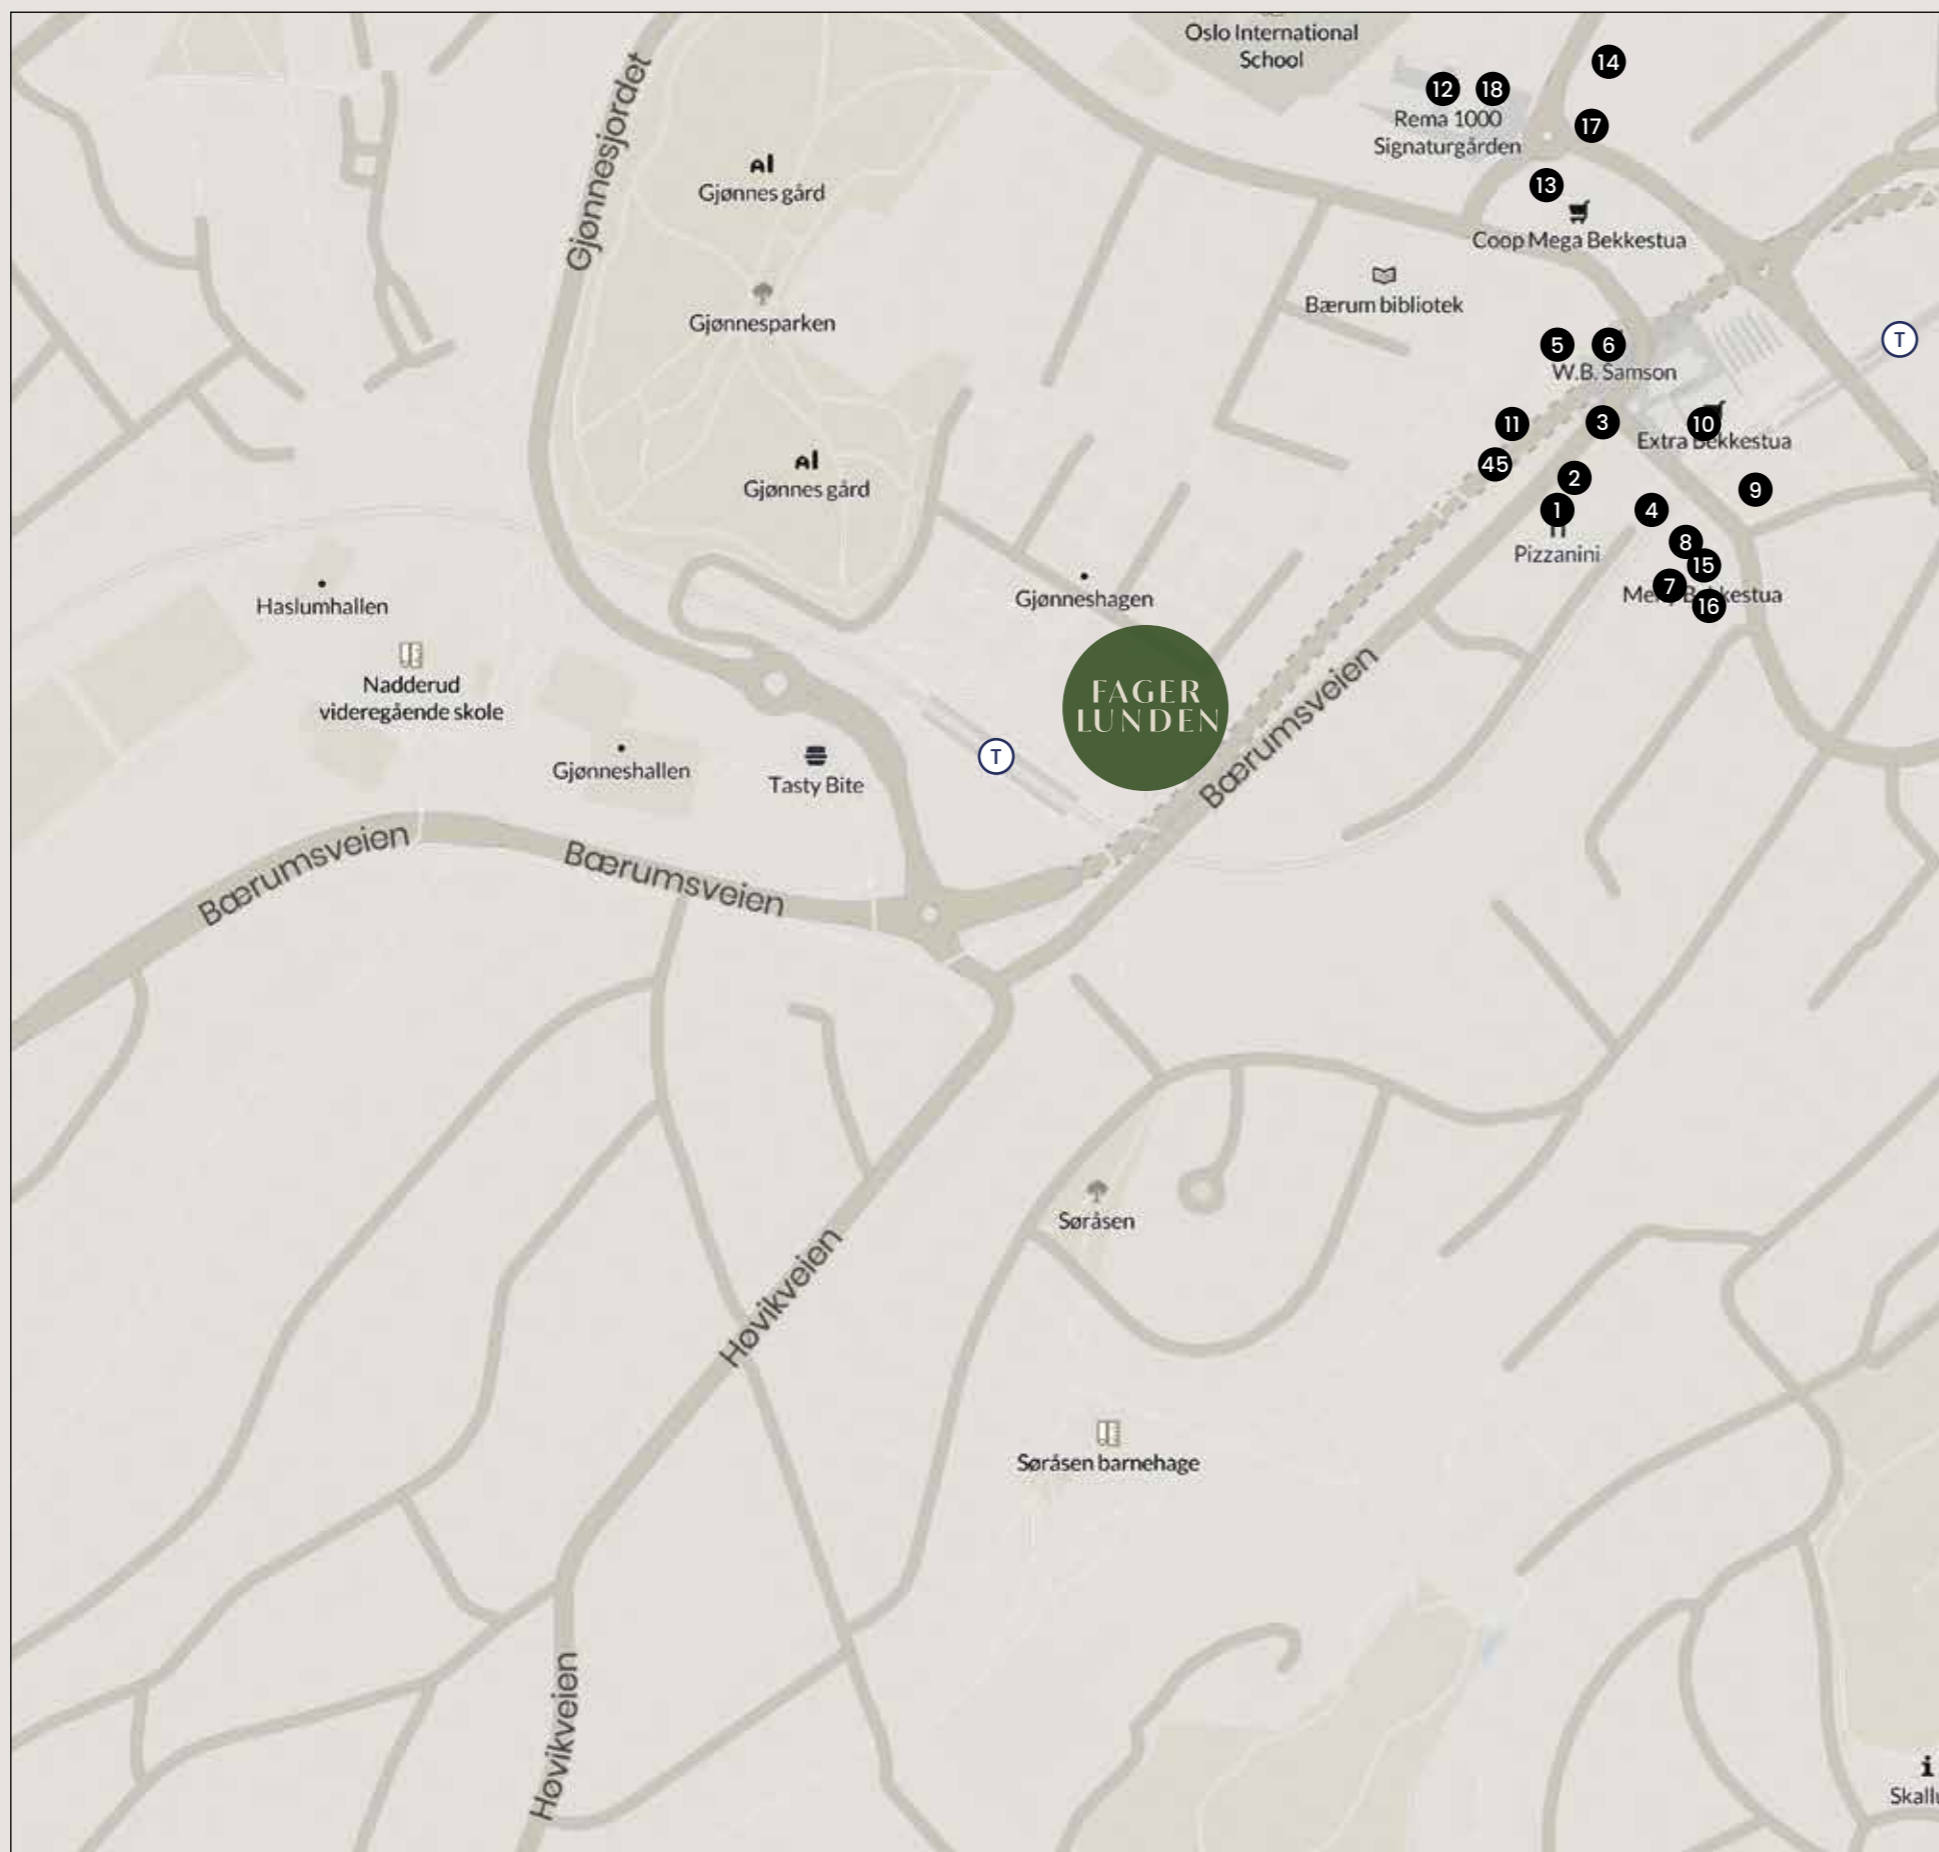 Oslo International
School
14
12
18
Rema 1000
Signaturgården
17
Gjønnesjordet
Gjønnes gård
13
Coop Mega Bekkestua
Bærum bibliotek
Gjønnesparken
5
6
T
W.B. Samson
11
3
10
Extra Bekkestua
45
2
9
Gjønnes gård
1
4
Pizzanini
8
15
7
16
Haslumhallen
Gjønneshagen
Nadderud
videregående skole
FAGER
LUNDEN
Bærumsveien
T
Gjønneshallen
Tasty Bite
Bærumsveien
Bærumsveien
Søråsen
Høvikveien
Søråsen barnehage
Høvikveien
i
Skallu